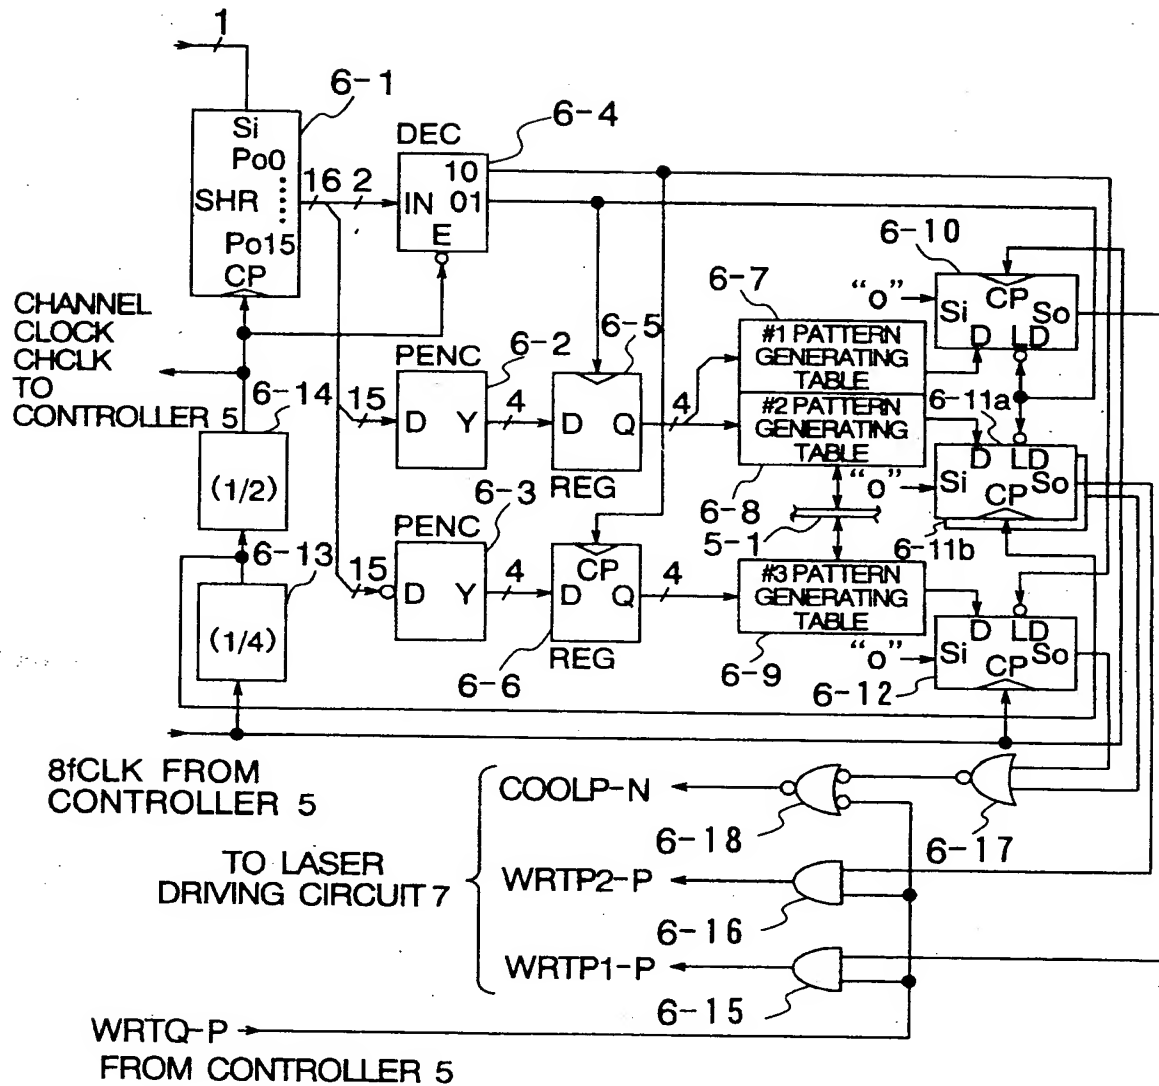 1
6-1
Si
Po0
SHR
Po15
CP
16
2
DEC
6-4
10
IN 01
E
CHANNEL
CLOCK
CHCLK
TO
CONTROLLER 5
6-14
(1/2)
6-13
(1/4)
15
PENC
6-2
D Y
4
6-5
D Q
REG
4
15
PENC
6-3
D Y
4
CP
D Q
REG
6-6
4
6-7
#1 PATTERN
GENERATING
TABLE
#2 PATTERN
GENERATING
TABLE
6-8
5-1
#3 PATTERN
GENERATING
TABLE
6-9
6-10
"0"
CP
Si So
D LD
6-11a
"0"
D LD
Si So
CP
6-11b
"0"
D LD
Si So
CP
6-12
8fCLK FROM
CONTROLLER 5
COOLP-N
6-18
6-17
TO LASER
DRIVING CIRCUIT 7
WRTP2-P
6-16
WRTP1-P
6-15
WRTQ-P
FROM CONTROLLER 5